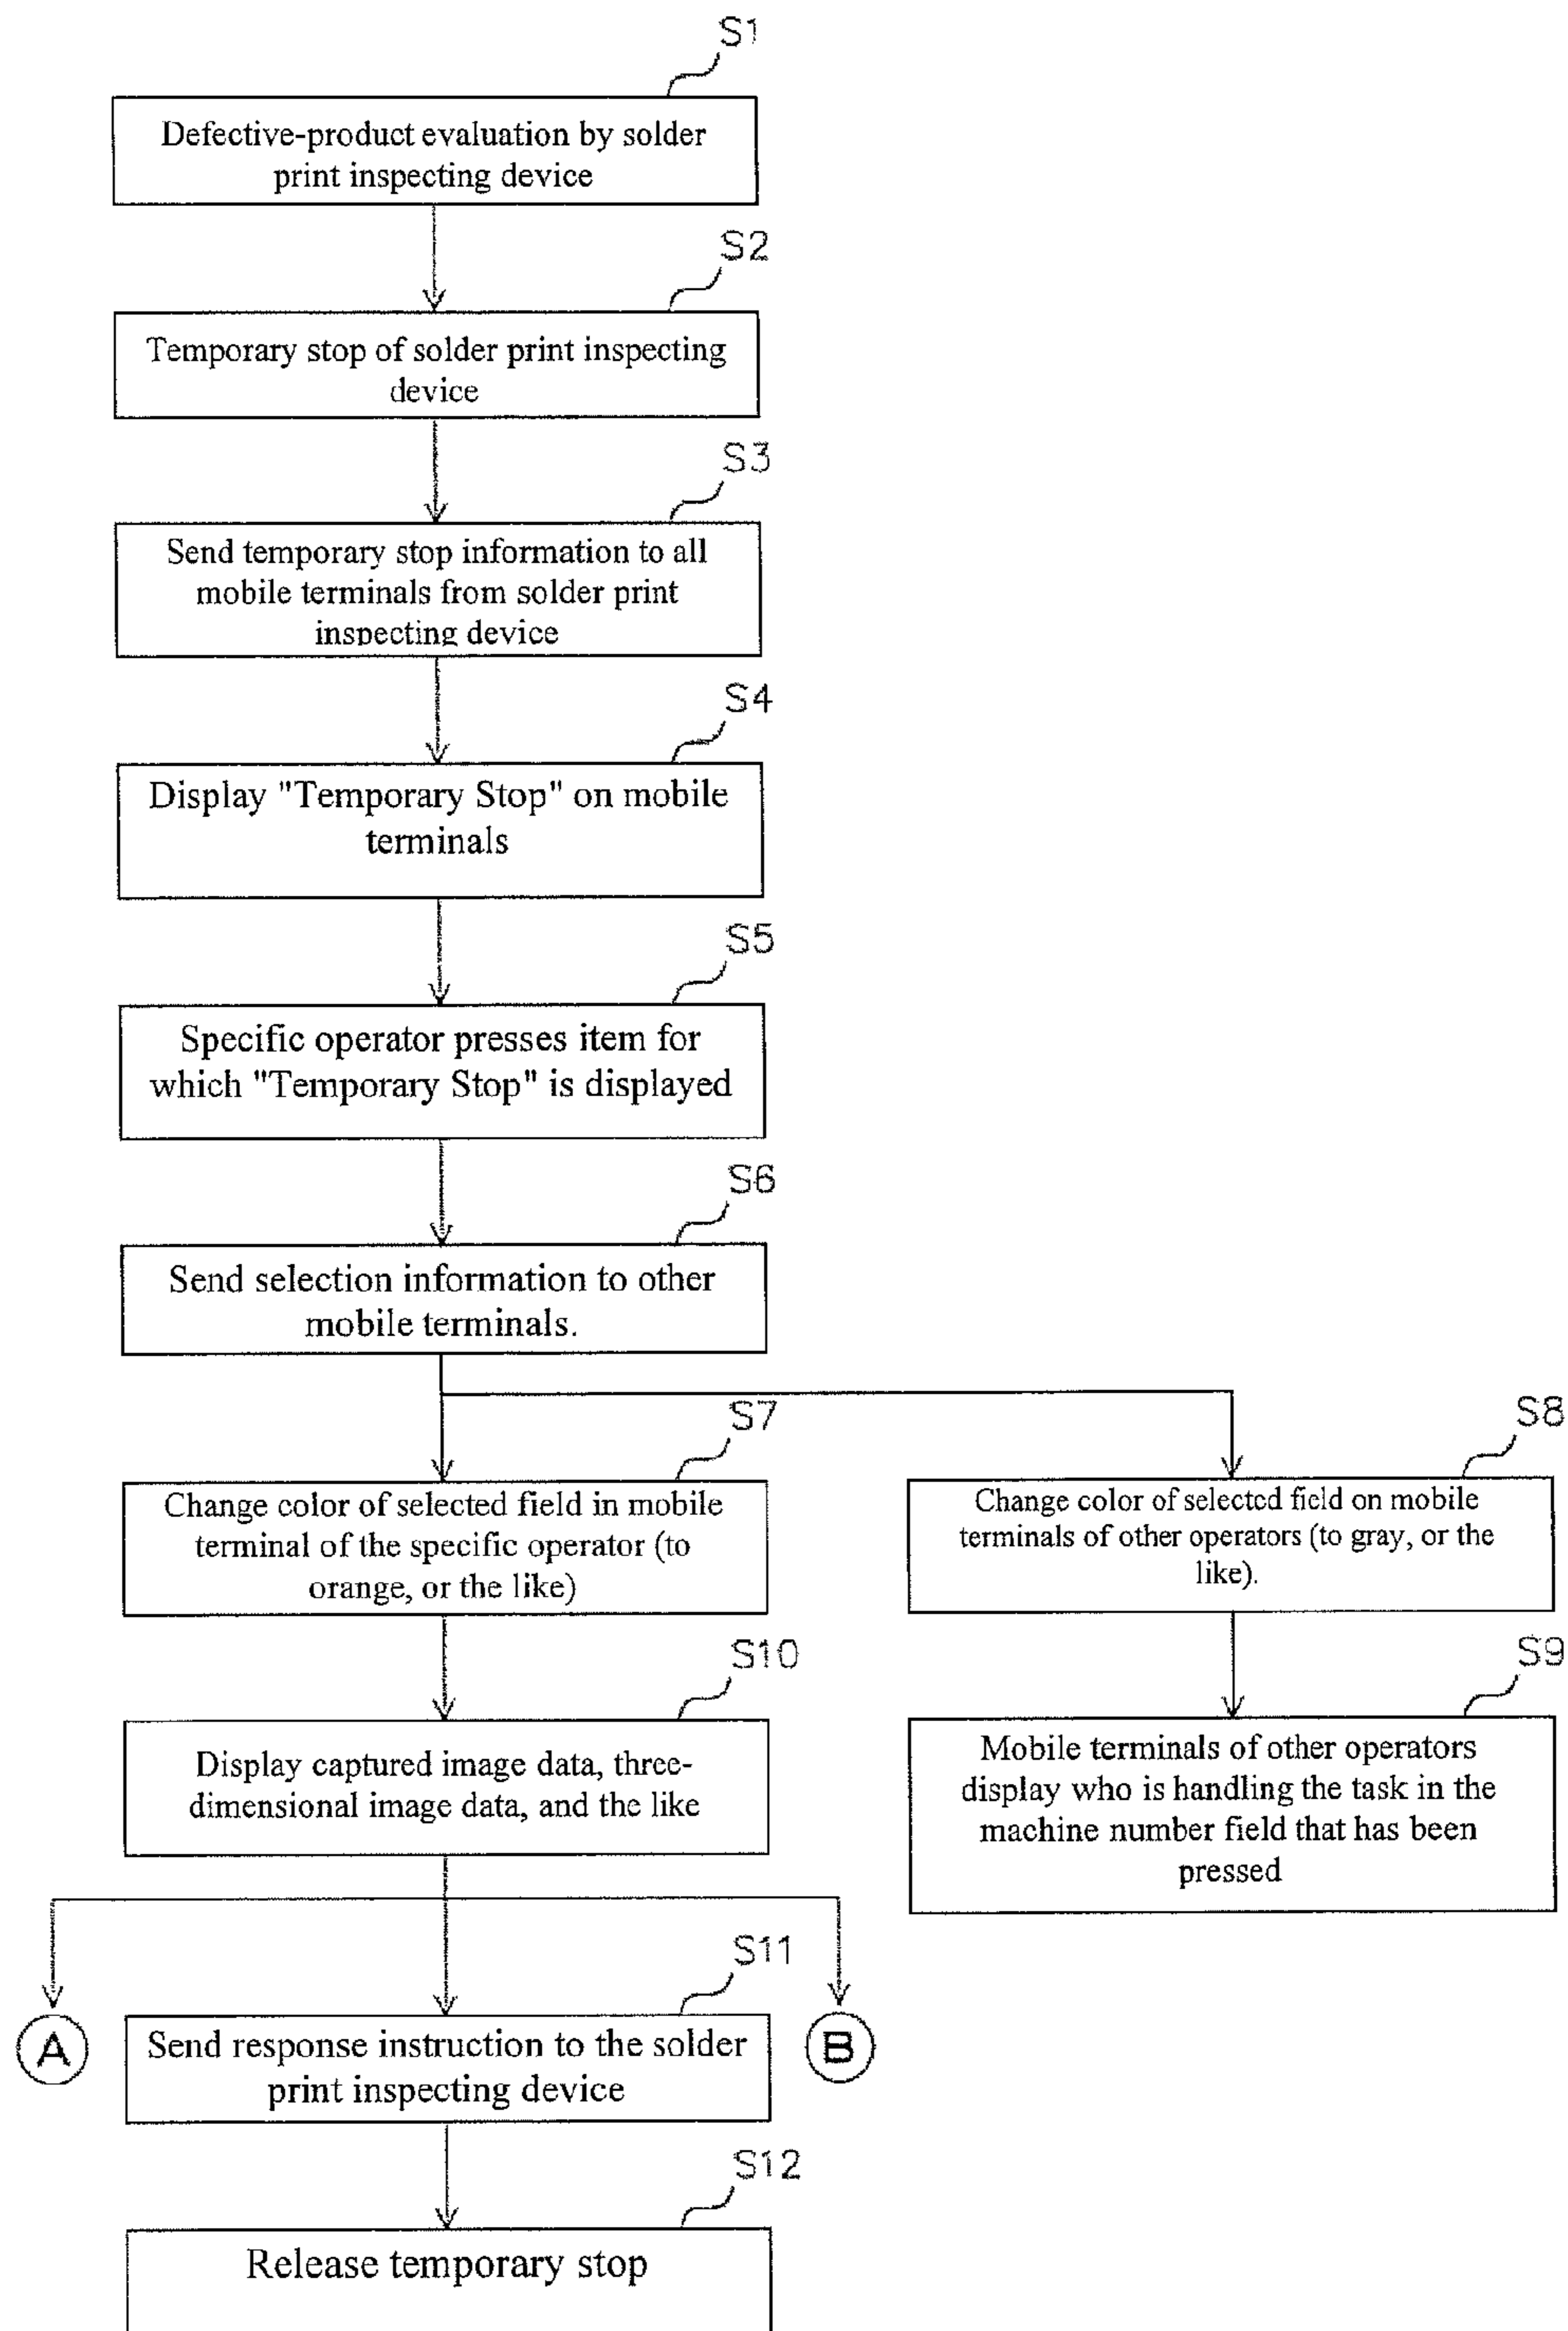 S1
Defective-product evaluation by solder
print inspecting device
S2
Temporary stop of solder print inspecting
device
S3
Send temporary stop information to all
mobile terminals from solder print
inspecting device
S4
Display "Temporary Stop" on mobile
terminals
S5
Specific operator presses item for
which "Temporary Stop" is displayed
S6
Send selection information to other
mobile terminals.
S7
Change color of selected field in mobile
terminal of the specific operator (to
orange, or the like)
S8
Change color of selected field on mobile
terminals of other operators (to gray, or the
like).
S10
Display captured image data, three-
dimensional image data, and the like
S9
Mobile terminals of other operators
display who is handling the task in the
machine number field that has been
pressed
A
S11
Send response instruction to the solder
print inspecting device
B
S12
Release temporary stop